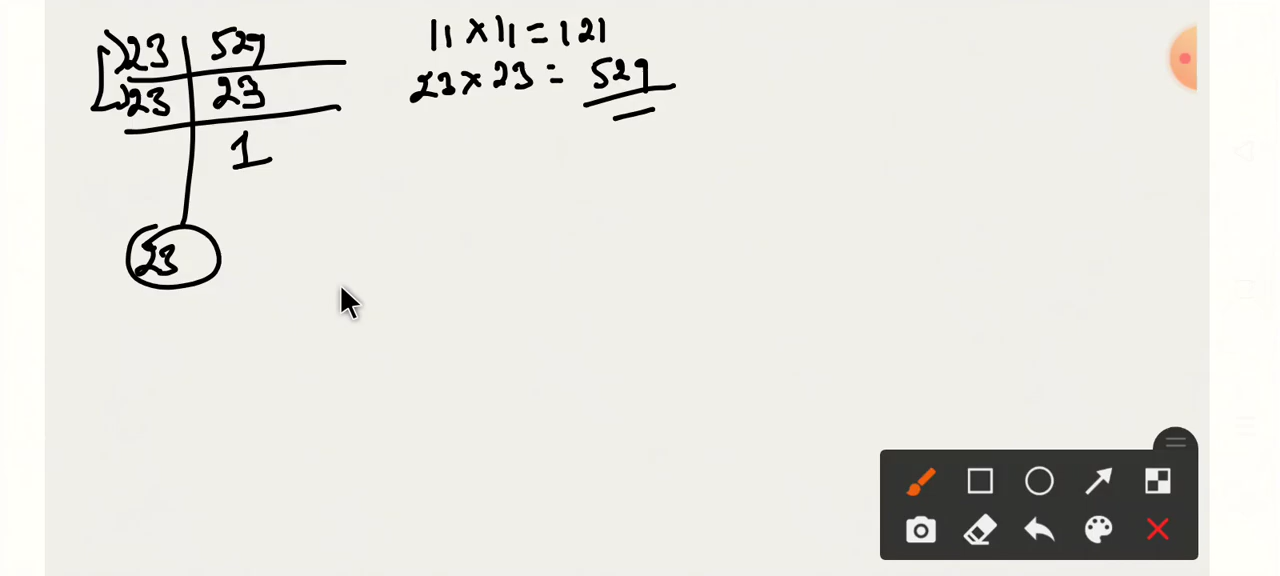 23 | 529
23 | 23
1
23
11 × 11 = 121
23 × 23 = 529